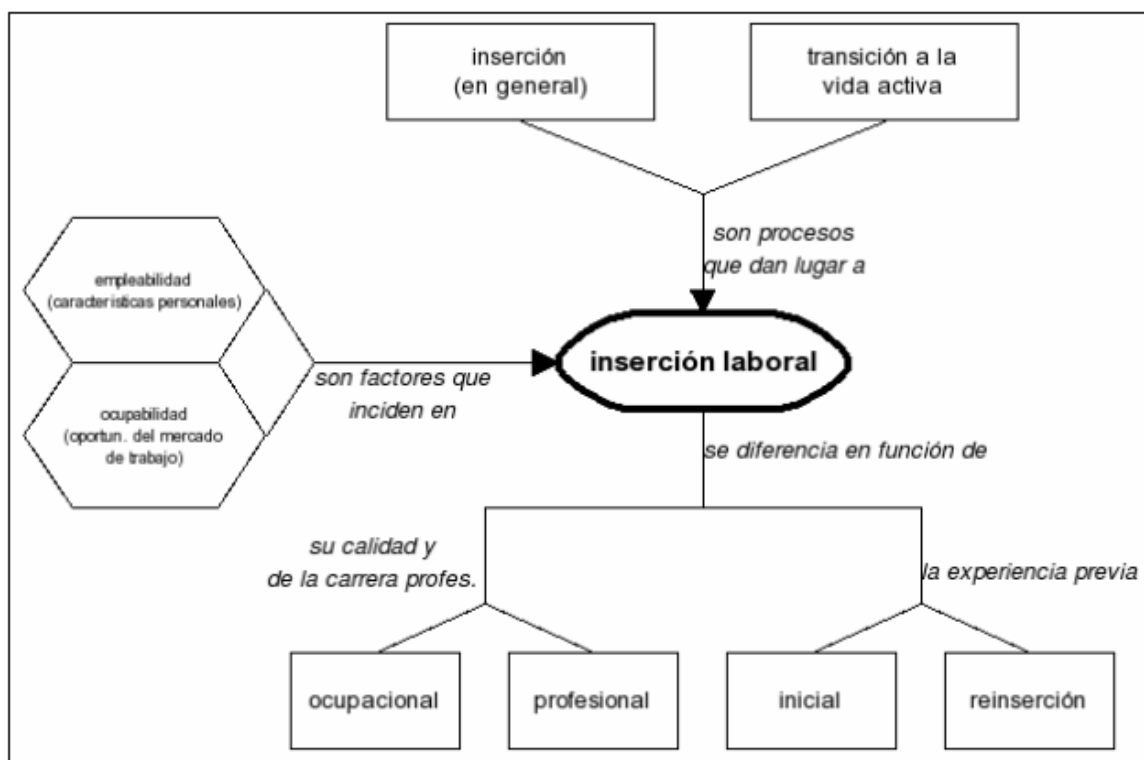 inserción
(en general)
transición a la
vida activa
son procesos
que dan lugar a
empleabilidad
(características personales)
ocupabilidad
(oportun. del mercado
de trabajo)
son factores que
inciden en
inserción laboral
se diferencia en función de
su calidad y
de la carrera profes.
la experiencia previa
ocupacional
profesional
inicial
reinserción